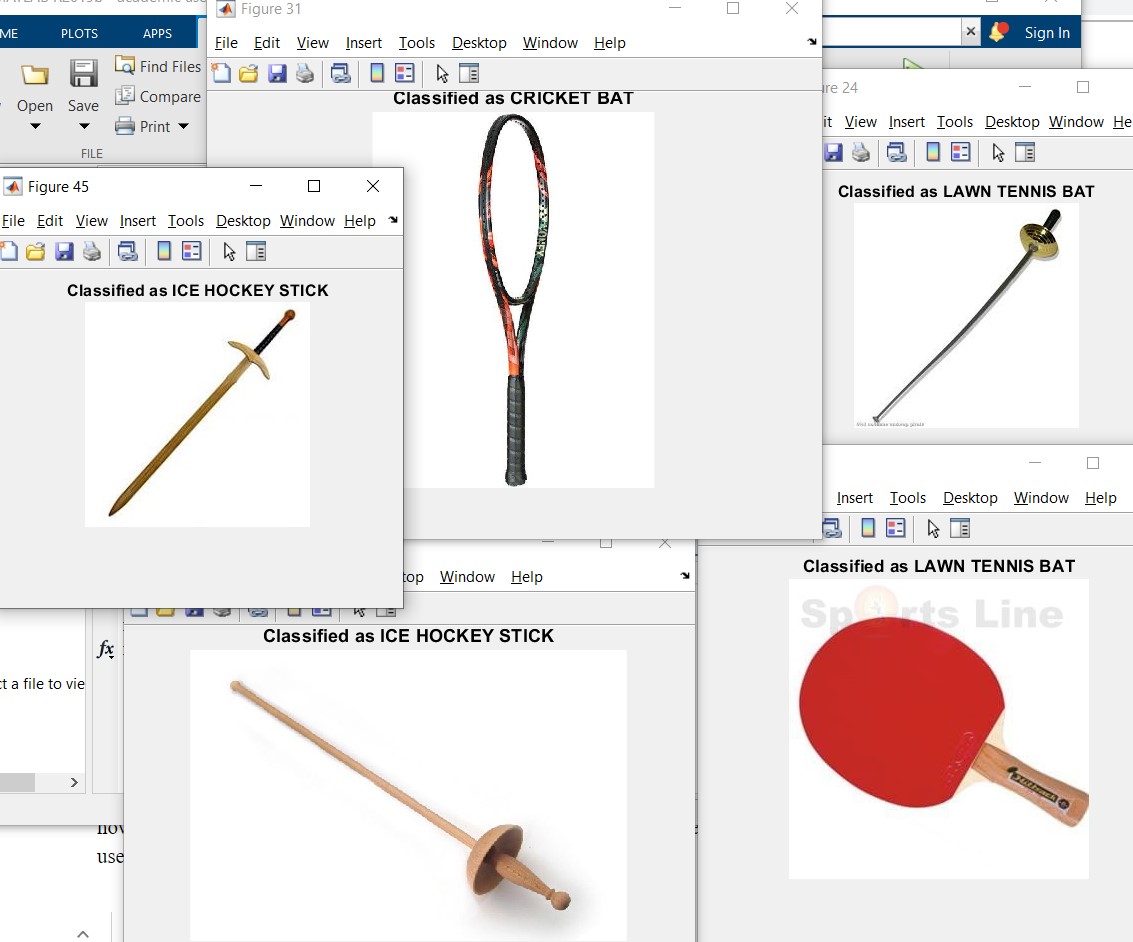 ME PLOTS APPS
Open
Save
Find Files
Compare
Print
FILE
Sign In
Figure 31
File Edit View Insert Tools Desktop Window Help
Classified as CRICKET BAT
ure 24
it View Insert Tools Desktop Window He
Classified as LAWN TENNIS BAT
Figure 45
File Edit View Insert Tools Desktop Window Help
Classified as ICE HOCKEY STICK
YONEX
Insert Tools Desktop Window Help
Classified as LAWN TENNIS BAT
Sports Line
top Window Help
Classified as ICE HOCKEY STICK
fx
ct a file to vie
use